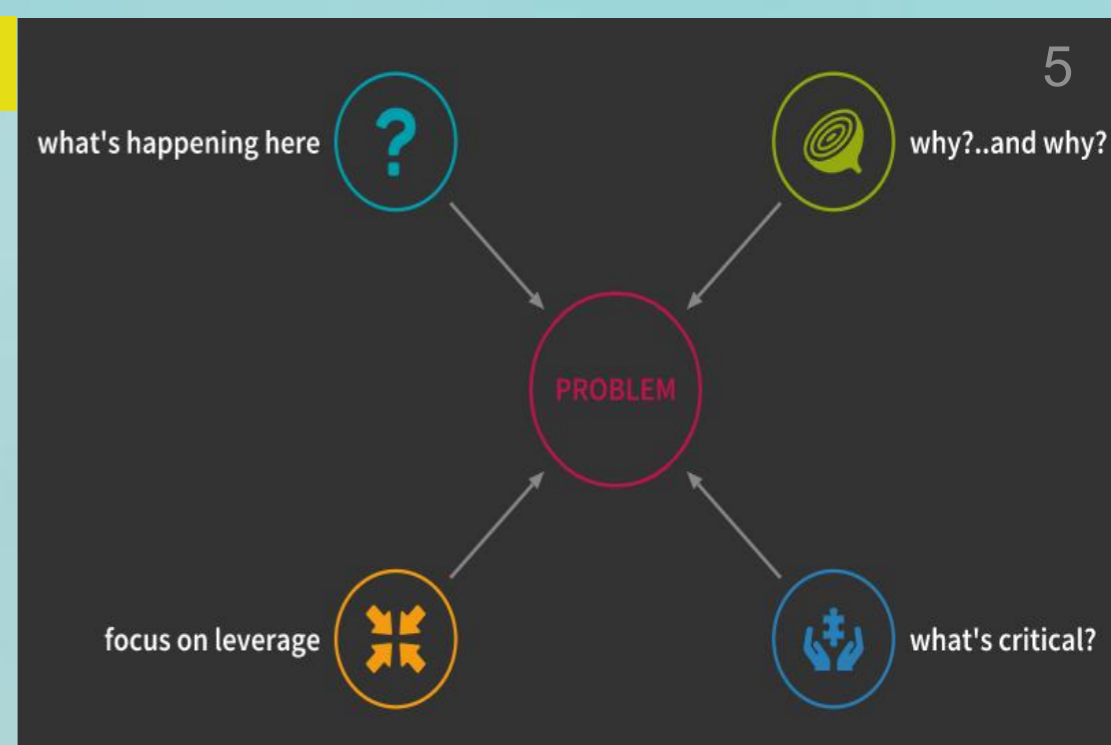 5
what's happening here
?
why?..and why?
PROBLEM
focus on leverage
what's critical?